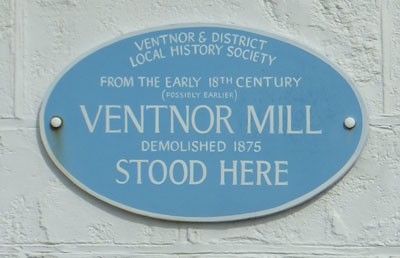 VENTNOR & DISTRICT
LOCAL HISTORY SOCIETY
FROM THE EARLY 18TH CENTURY
(POSSIBLY EARLIER)
VENTNOR MILL
DEMOLISHED 1875
STOOD HERE